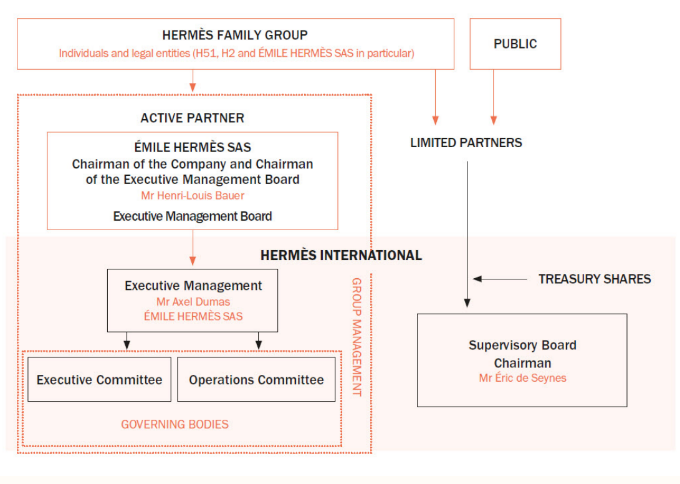 HERMÈS FAMILY GROUP
Individuals and legal entities (H51, H2 and ÉMILE HERMÈS SAS in particular)
PUBLIC
ACTIVE PARTNER
ÉMILE HERMÈS SAS
Chairman of the Company and Chairman
of the Executive Management Board
Mr Henri-Louis Bauer
Executive Management Board
LIMITED PARTNERS
HERMÈS INTERNATIONAL
Executive Management
Mr Axel Dumas
ÉMILE HERMÈS SAS
GROUP MANAGEMENT
TREASURY SHARES
Supervisory Board
Chairman
Mr Éric de Seynes
Executive Committee
Operations Committee
GOVERNING BODIES